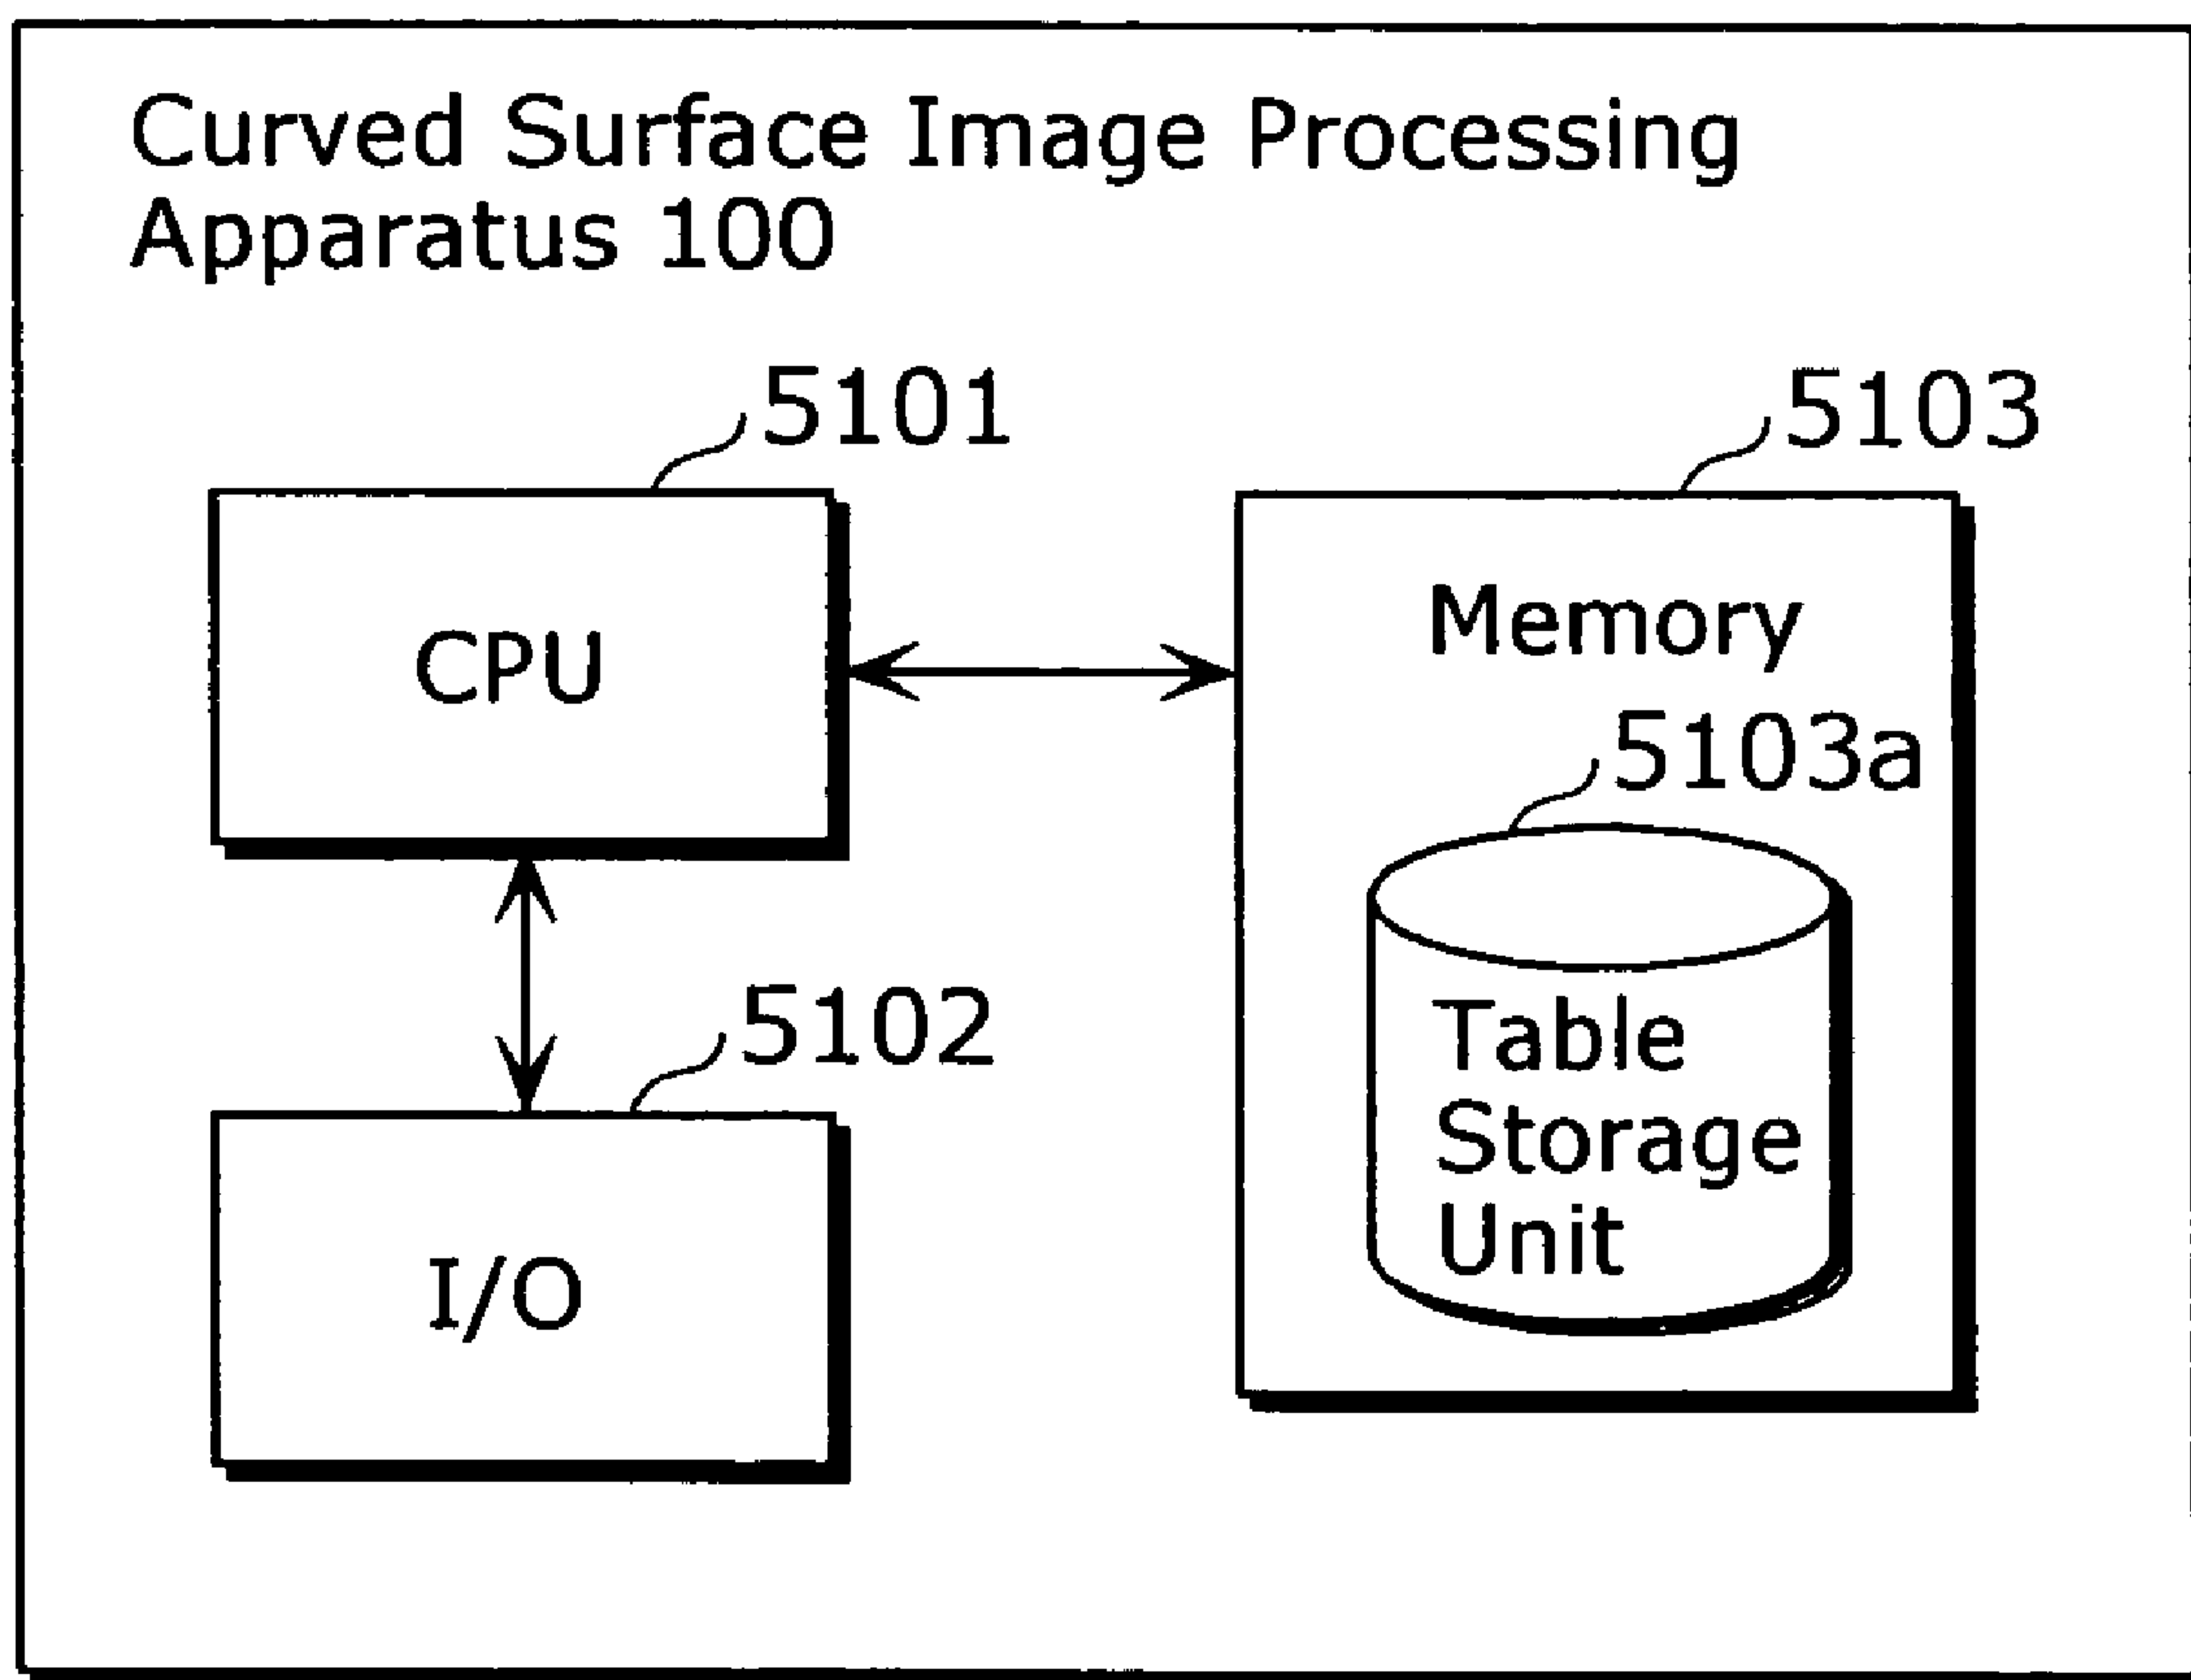 Curved Surface Image Processing
Apparatus 100
5101
5103
CPU
Memory
5103a
5102
Table
Storage
Unit
I/O